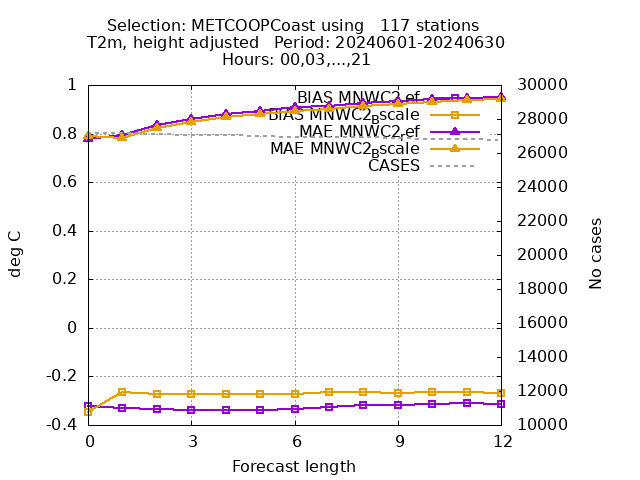 Selection: METCOOPCoast using 117 stations
T2m, height adjusted Period: 20240601-20240630
Hours: 00,03,...,21
1
0.8
0.6
0.4
0.2
0
-0.2
-0.4
deg C
BIAS MNWC2 ef
BIAS MNWC2Bscale
MAE MNWC2 ef
MAE MNWC2Bscale
CASES
30000
28000
26000
24000
22000
20000
18000
16000
14000
12000
10000
No cases
0 3 6 9 12
Forecast length